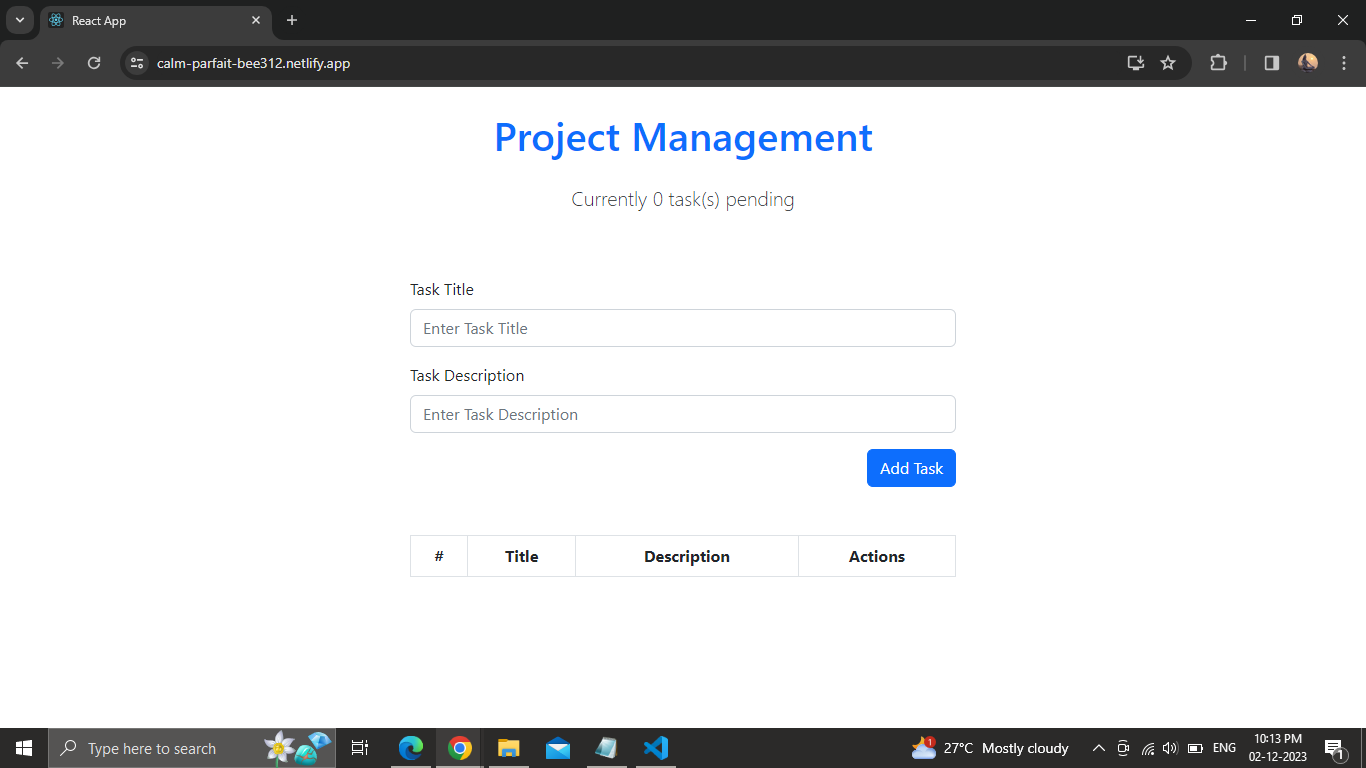 React App
calm-parfait-bee312.netlify.app
Project Management
Currently 0 task(s) pending
Task Title
Enter Task Title
Task Description
Enter Task Description
Add Task
# Title Description Actions
Type here to search
1
27°C Mostly cloudy
ENG
10:13 PM
02-12-2023
1